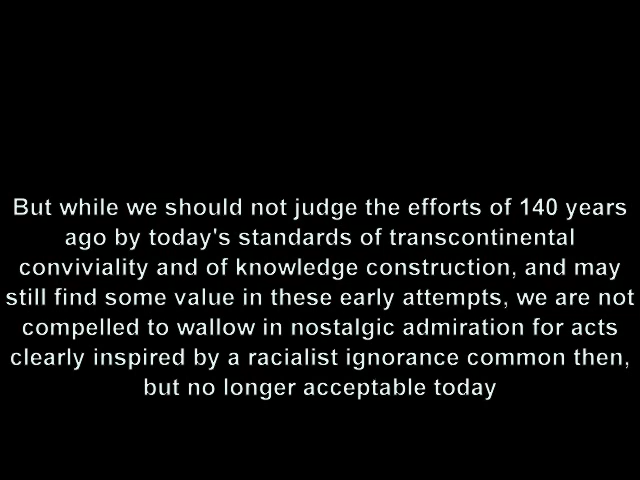 But while we should not judge the efforts of 140 years
ago by today's standards of transcontinental
conviviality and of knowledge construction, and may
still find some value in these early attempts, we are not
compelled to wallow in nostalgic admiration for acts
clearly inspired by a racialist ignorance common then,
but no longer acceptable today